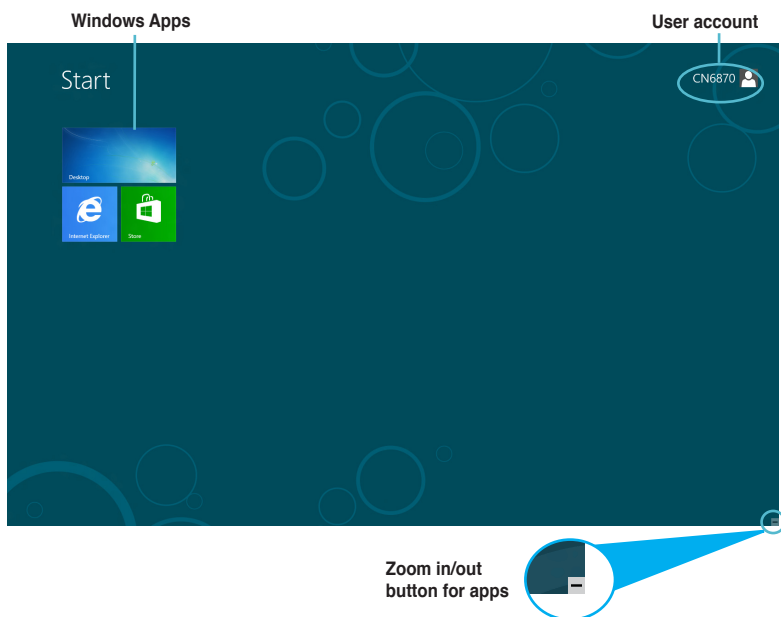 Windows Apps
User account
Start
CN6870
Desktop
Internet Explorer
Store
Zoom in/out
button for apps